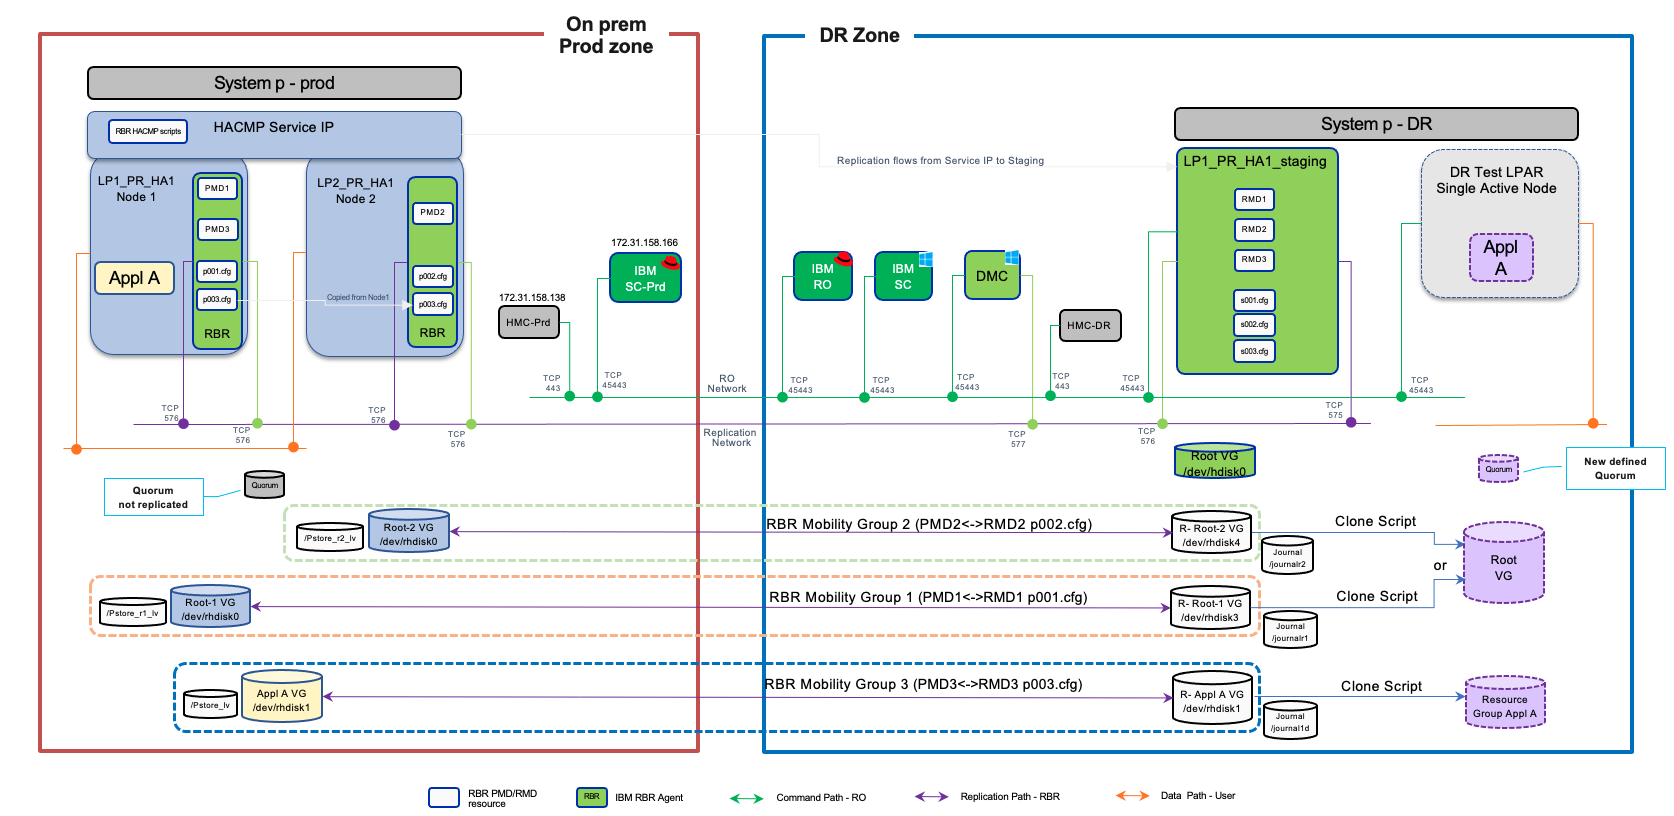 On prem
Prod zone
DR Zone
System p - prod
RBR HACMP scripts
HACMP Service IP
System p - DR
Replication flows from Service IP to Staging
LP1_PR_HA1
Node 1
PMD1
PMD3
Appl A
p001.cfg
p003.cfg
RBR
LP2_PR_HA1
Node 2
PMD2
p002.cfg
p003.cfg
RBR
Copied from Node1
172.31.158.166
IBM
SC-Prd
172.31.158.138
HMC-Prd
IBM
RO
IBM
SC
DMC
HMC-DR
LP1_PR_HA1_staging
RMD1
RMD2
RMD3
s001.cfg
s002.cfg
s003.cfg
DR Test LPAR
Single Active Node
Appl
A
TCP
443
TCP
45443
RO
Network
TCP
45443
TCP
45443
TCP
45443
TCP
443
TCP
45443
TCP
45443
TCP
576
TCP
576
TCP
576
TCP
576
Replication
Network
TCP
577
TCP
576
TCP
575
Root VG
/dev/hdisk0
Quorum
Quorum
not replicated
Quorum
New defined
Quorum
/Pstore_r2_lv
Root-2 VG
/dev/rhdisk0
RBR Mobility Group 2 (PMD2<->RMD2 p002.cfg)
R- Root-2 VG
/dev/rhdisk4
Journal
/journalr2
Clone Script
or
Root
VG
/Pstore_r1_lv
Root-1 VG
/dev/rhdisk0
RBR Mobility Group 1 (PMD1<->RMD1 p001.cfg)
R- Root-1 VG
/dev/rhdisk3
Journal
/journalr1
Clone Script
/Pstore_lv
Appl A VG
/dev/rhdisk1
RBR Mobility Group 3 (PMD3<->RMD3 p003.cfg)
R- Appl A VG
/dev/rhdisk1
Journal
/journal1d
Clone Script
Resource
Group Appl A
RBR PMD/RMD
resource
RBR
IBM RBR Agent
Command Path - RO
Replication Path - RBR
Data Path - User